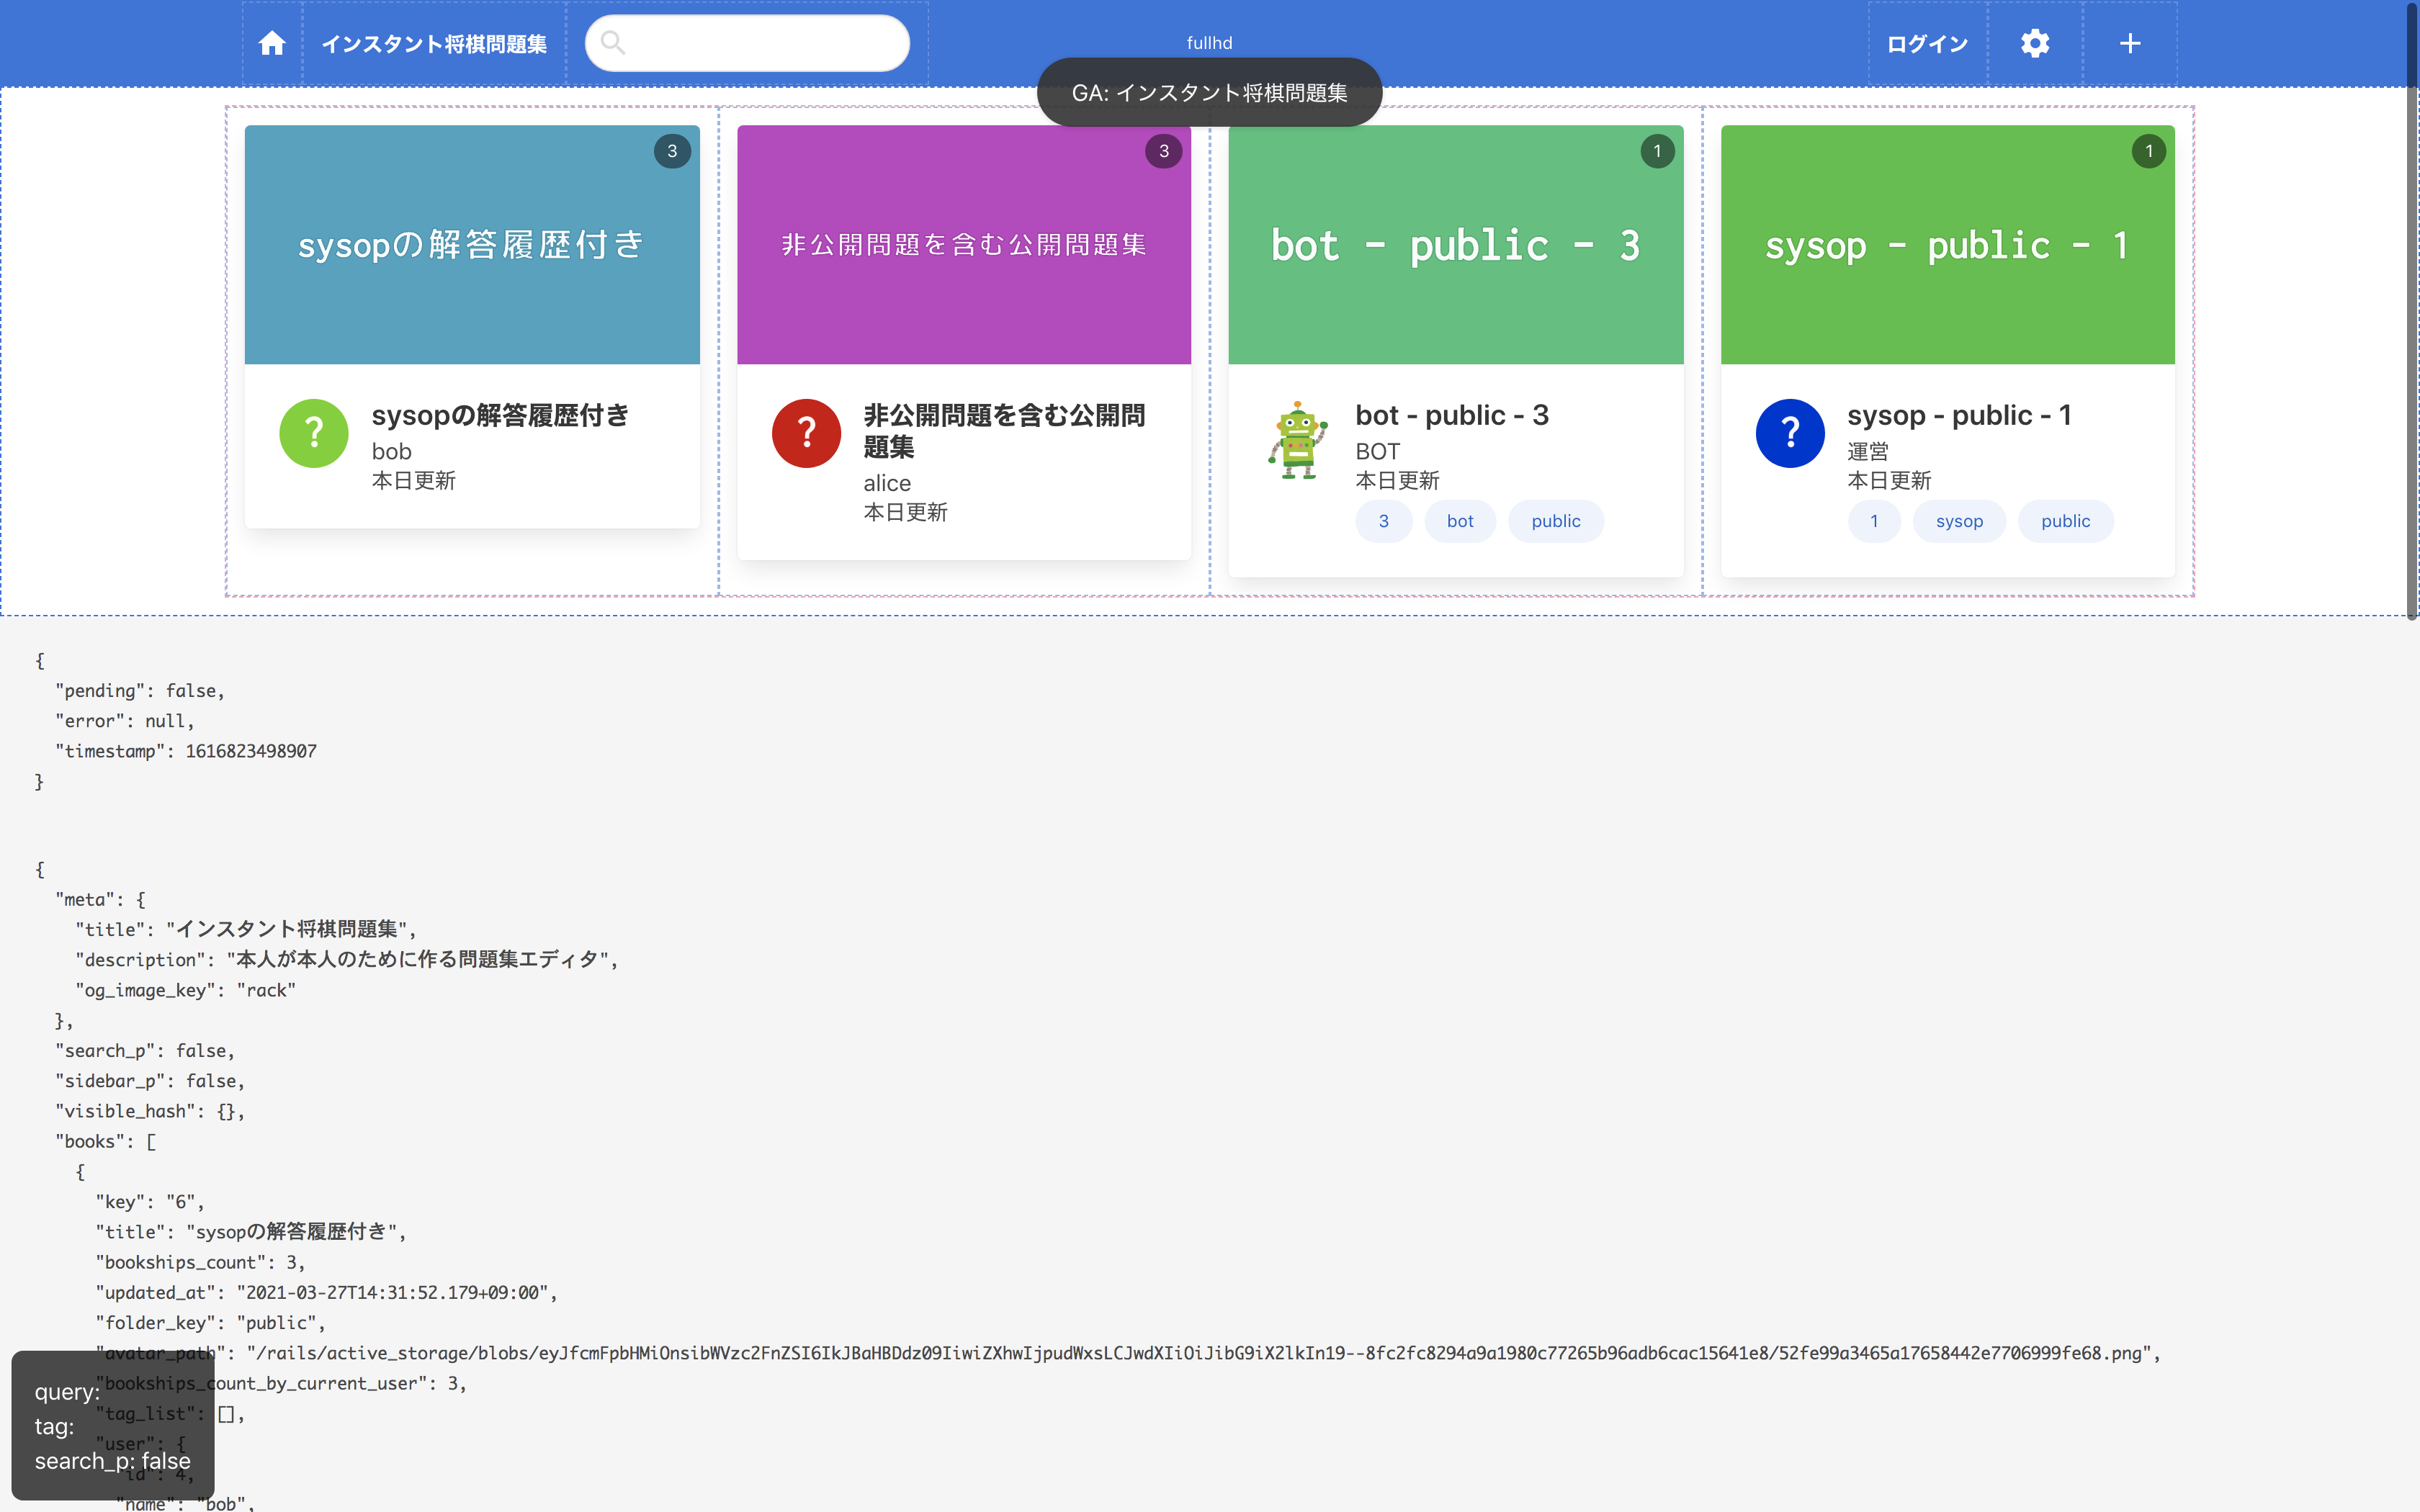 インスタント将棋問題集
fullhd
ログイン
GA: インスタント将棋問題集
3
sysopの解答履歴付き
?
sysopの解答履歴付き
bob
本日更新
3
非公開問題を含む公開問題集
?
非公開問題を含む公開問
題集
alice
本日更新
1
bot - public - 3
bot - public - 3
BOT
本日更新
3 bot public
1
sysop - public - 1
?
sysop - public - 1
運営
本日更新
1 sysop public
{
"pending": false,
"error": null,
"timestamp": 1616823498907
}
{
"meta": {
"title": "インスタント将棋問題集",
"description": "本人が本人のために作る問題集エディタ",
"og_image_key": "rack"
},
"search_p": false,
"sidebar_p": false,
"visible_hash": {},
"books": [
{
"key": "6",
"title": "sysopの解答履歴付き",
"bookships_count": 3,
"updated_at": "2021-03-27T14:31:52.179+09:00",
"folder_key": "public",
"avatar_path": "/rails/active_storage/blobs/eyJfcmFpbHMiOnsibWVzc2FnZSI6IkJBaHBDdz09IiwiZXhwIjpudWxsLCJwdXIiOiJibG9iX2lkIn19--8fc2fc8294a9a1980c77265b96adb6cac15641e8/52fe99a3465a17658442e7706999fe68.png",
"bookships_count_by_current_user": 3,
"tag_list": [],
"user": {
"id": 4,
"name": "bob",
query:
tag:
search_p: false